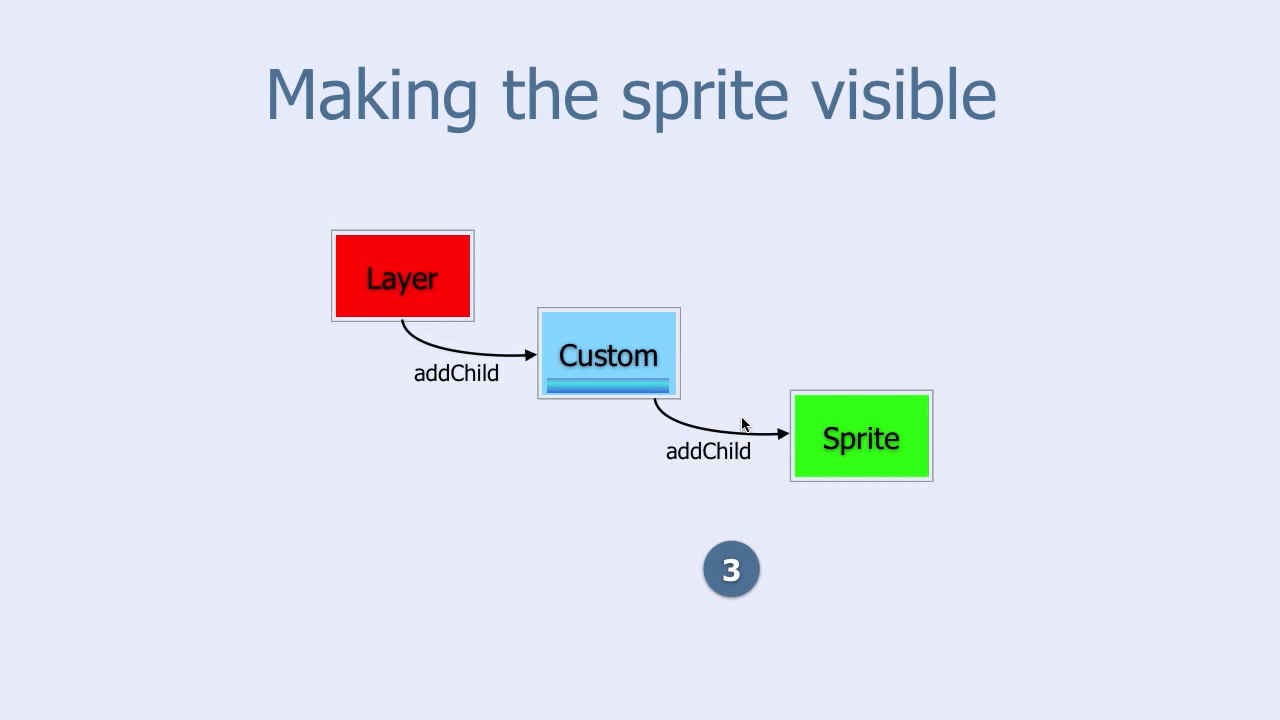 Making the sprite visible
Layer
addChild
Custom
addChild
Sprite
3